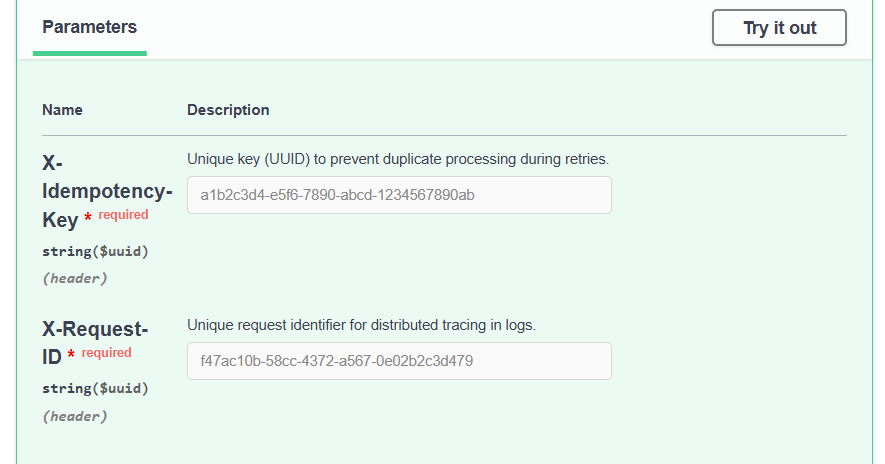 Parameters
Try it out
Name
Description
X-
Idempotency-
Key * required
string($uuid)
(header)
Unique key (UUID) to prevent duplicate processing during retries.
a1b2c3d4-e5f6-7890-abcd-1234567890ab
X-Request-
ID * required
string($uuid)
(header)
Unique request identifier for distributed tracing in logs.
f47ac10b-58cc-4372-a567-0e02b2c3d479